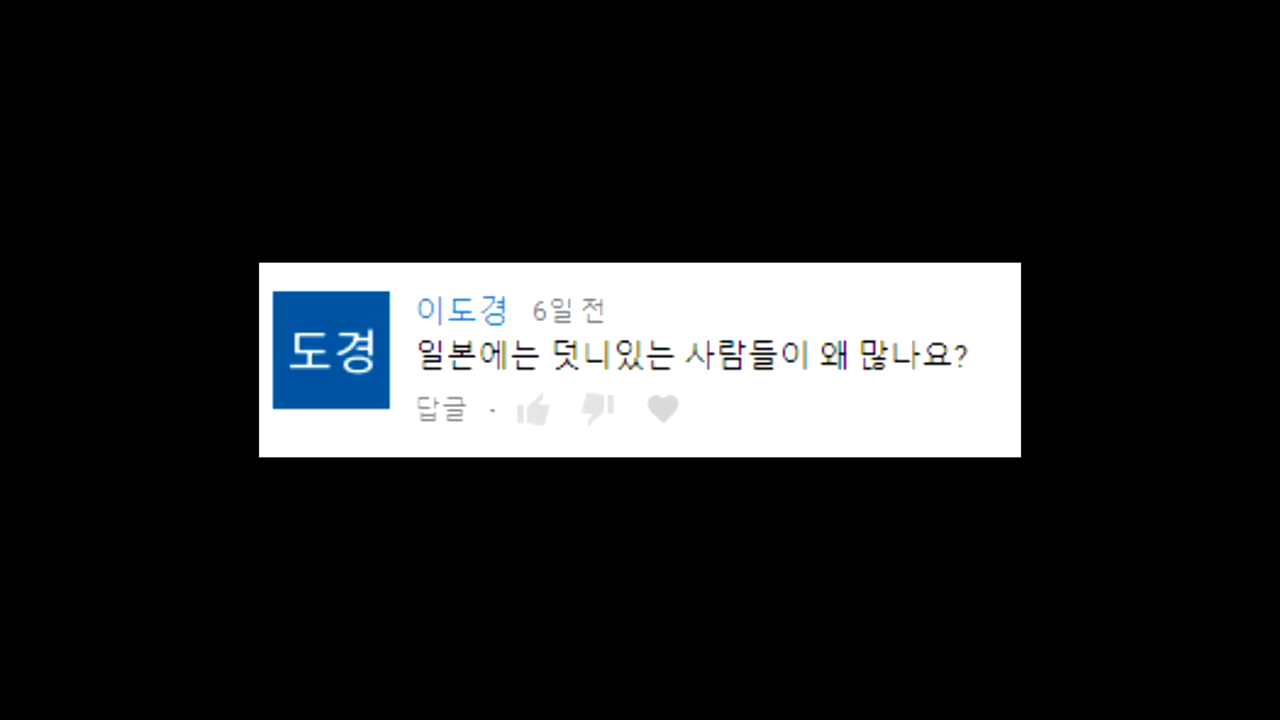 도경
이도경 6일 전
일본에는 덧니있는 사람들이 왜 많나요?
답글 ·